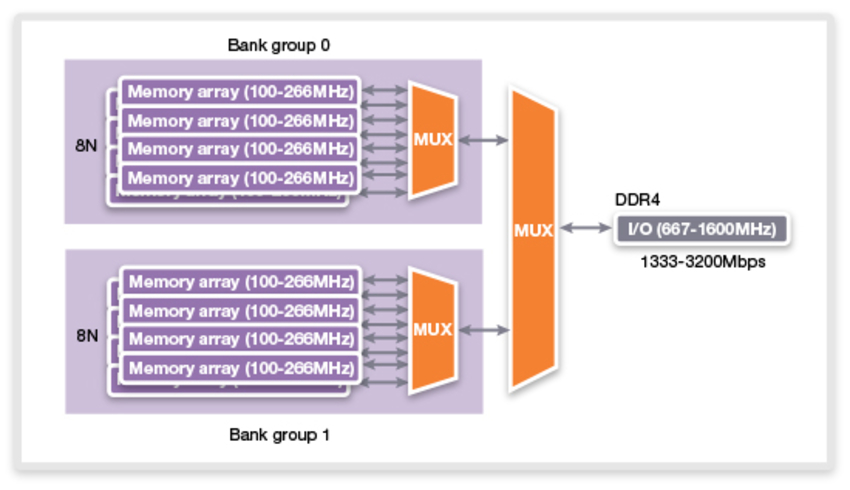 Bank group 0
8N
Memory array (100-266MHz)
Memory array (100-266MHz)
Memory array (100-266MHz)
Memory array (100-266MHz)
MUX
MUX
DDR4
I/O (667-1600MHz)
1333-3200Mbps
8N
Memory array (100-266MHz)
Memory array (100-266MHz)
Memory array (100-266MHz)
Memory array (100-266MHz)
MUX
Bank group 1